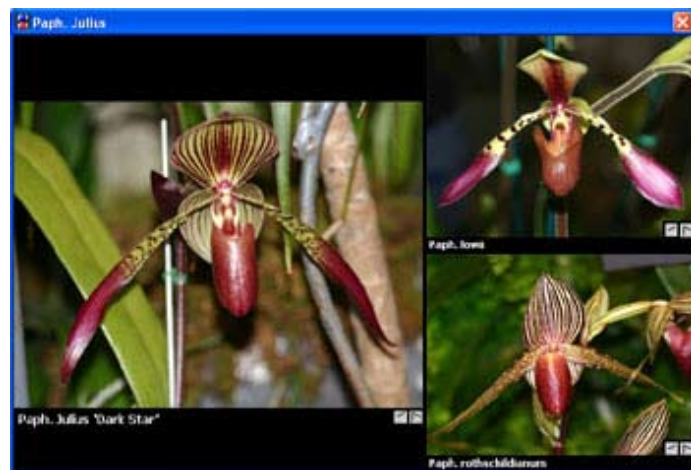 Paph. Julius
Paph. lowii
Paph. Julius 'Dark Star'
Paph. rothschildianum